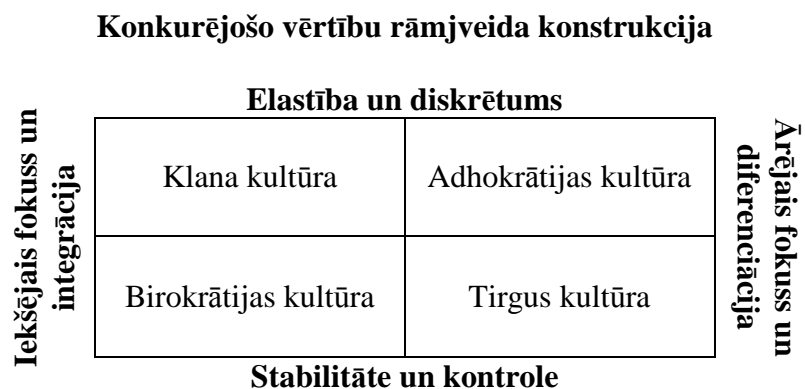 Konkurējošo vērtību rāmjveida konstrukcija
Elastība un diskrētums
Iekšējais fokuss un
integrācija
Klana kultūra
Adhokrātijas kultūra
Ārējais fokuss un
diferenciācija
Birokrātijas kultūra
Tirgus kultūra
Stabilitāte un kontrole